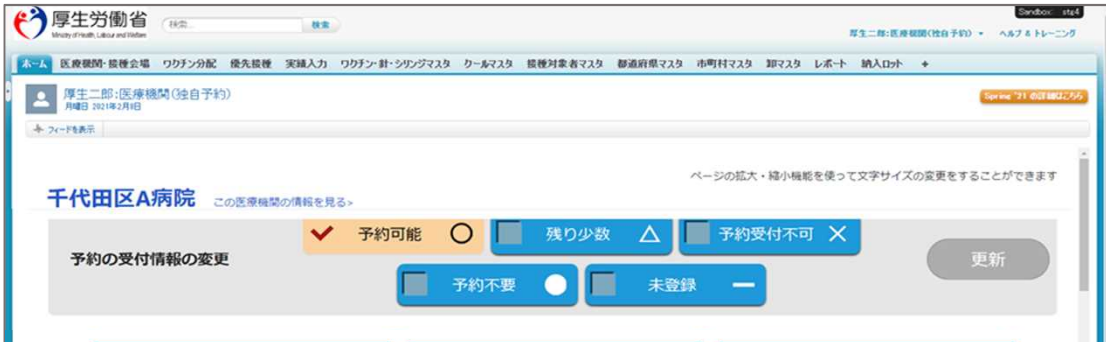 Sandbox: stg4
厚生労働省
Ministry of Health, Labour and Welfare
検索...
検索
厚生二郎:医療機関(独自予約)
ヘルプ & トレーニング
ホーム 医療機関・接種会場 ワクチン分配 優先接種 実績入力 ワクチン・針・シリンジマスタ クールマスタ 接種対象者マスタ 都道府県マスタ 市町村マスタ 卸マスタ レポート 納入ロット +
厚生二郎:医療機関(独自予約)
月曜日 2021年2月8日
Spring '21 の詳細はこちら
フィードを表示
ページの拡大・縮小機能を使って文字サイズの変更をすることができます
千代田区A病院 この医療機関の情報を見る>
予約の受付情報の変更
予約可能 ○
残り少数 △
予約受付不可 ×
予約不要 ●
未登録 ー
更新